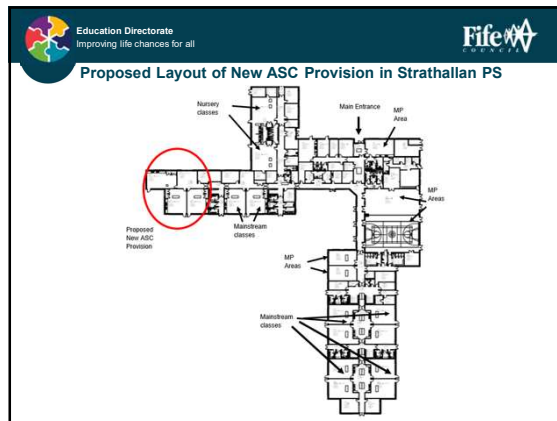 Education Directorate
Improving life chances for all
Fife
COUNCIL
Proposed Layout of New ASC Provision in Strathallan PS
Nursery
classes
Main Entrance
MP
Area
MP
Areas
Proposed
New ASC
Provision
Mainstream
classes
MP
Areas
Mainstream
classes